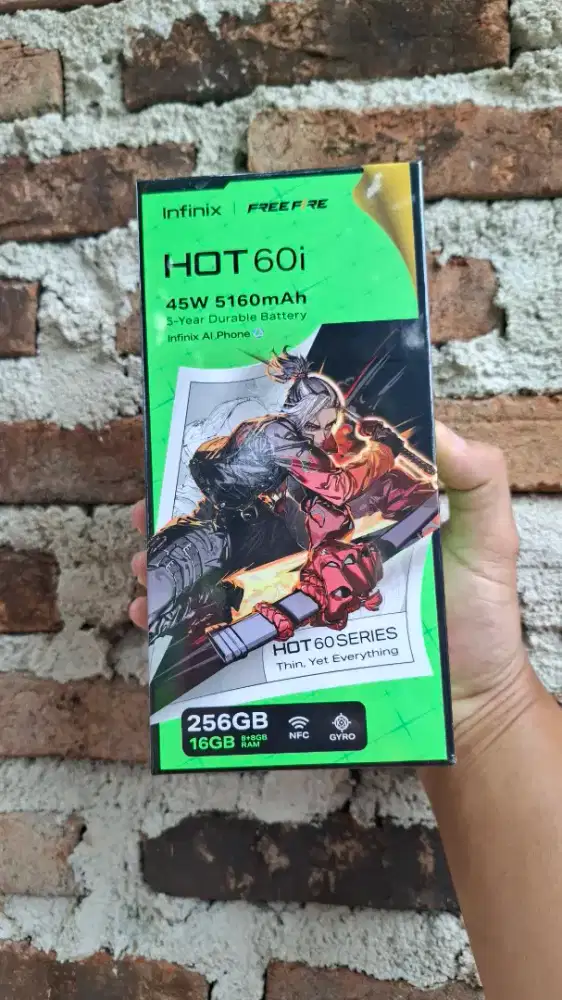 Infinix | FREE FIRE
HOT 60i
45W 5160mAh
5-Year Durable Battery
Infinix AI Phone
HOT 60 SERIES
Thin, Yet Everything
256GB
16GB 8+8GB RAM
NFC
GYRO